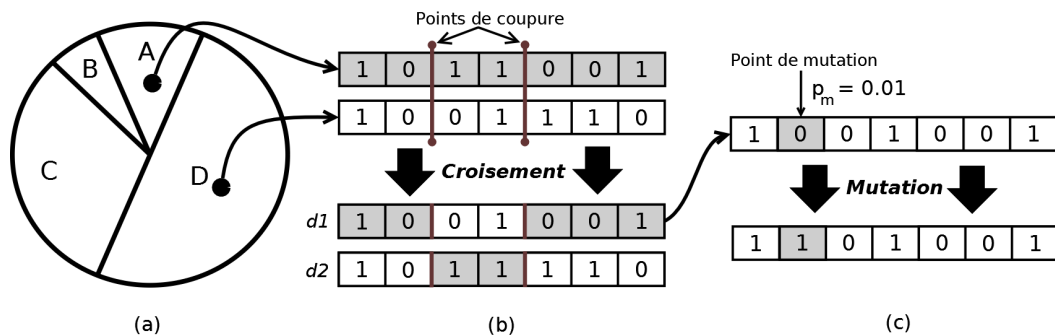 A
B
C
D
(a)
Points de coupure
1 0 1 1 0 0 1
1 0 0 1 1 1 0
Croisement
d1 1 0 0 1 0 0 1
d2 1 0 1 1 1 1 0
(b)
Point de mutation
pm = 0.01
1 0 0 1 0 0 1
Mutation
1 1 0 1 0 0 1
(c)